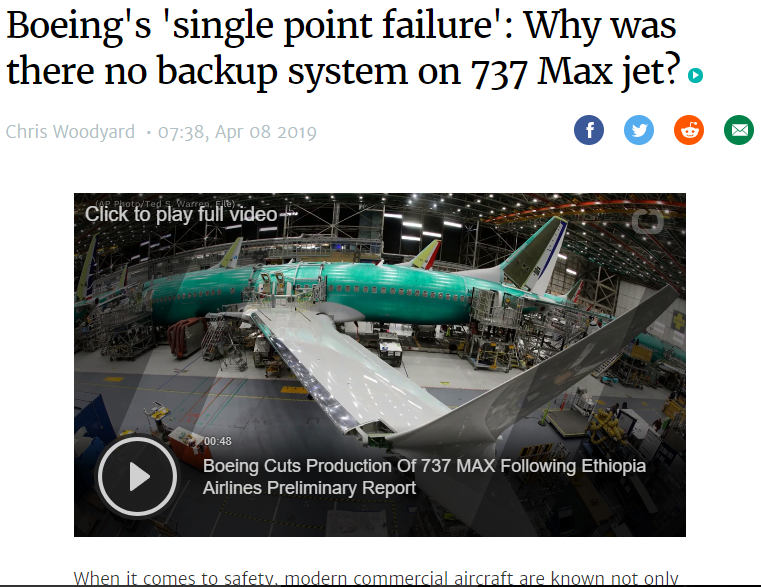 Boeing's 'single point failure': Why was
there no backup system on 737 Max jet?
Chris Woodyard • 07:38, Apr 08 2019
(AP Photo/Ted S. Warren, File)
Click to play full video
00:48
Boeing Cuts Production Of 737 MAX Following Ethiopia
Airlines Preliminary Report
When it comes to safety, modern commercial aircraft are known not only